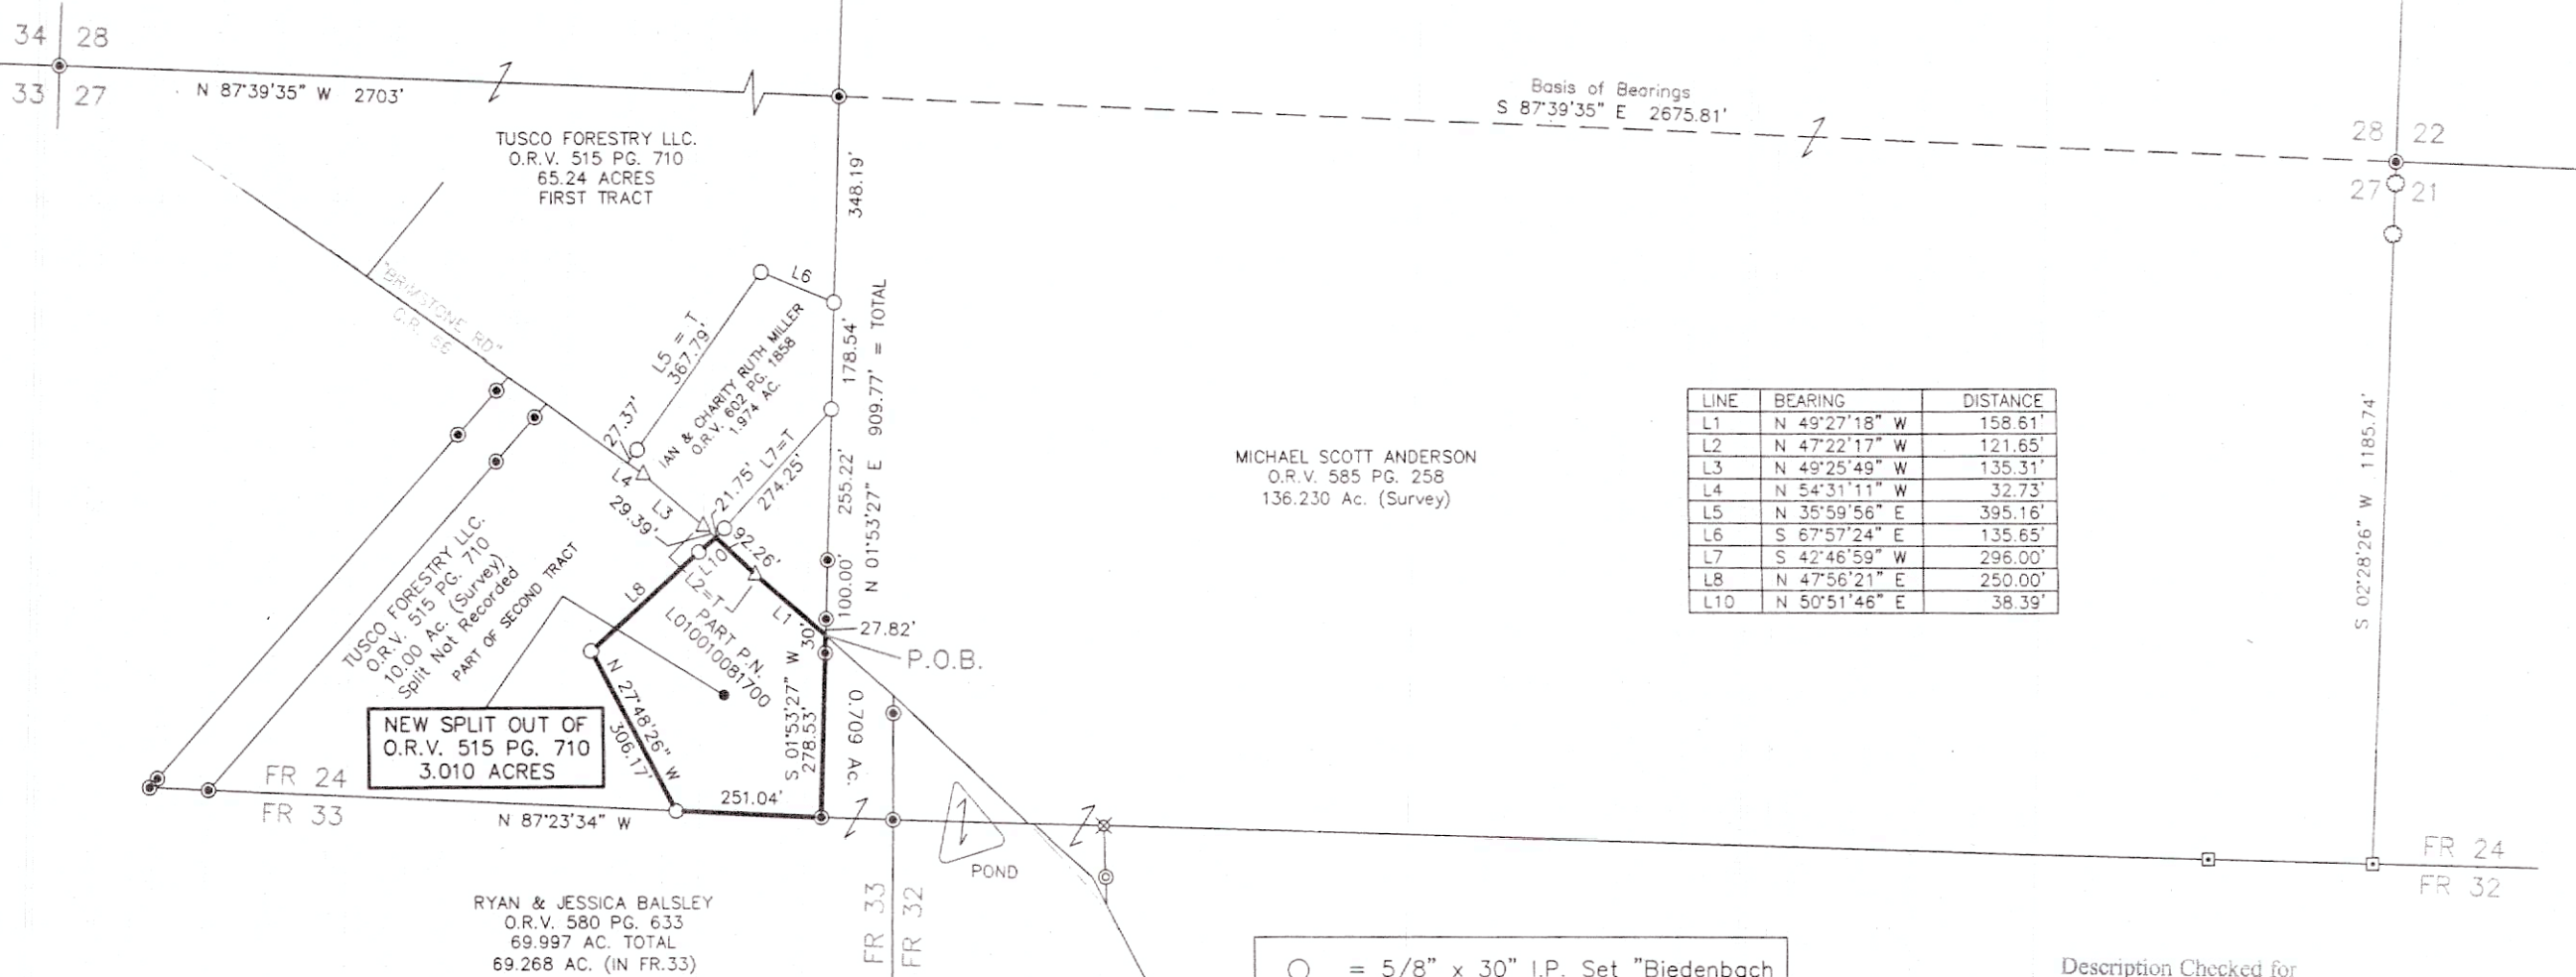 34 28
33 27
N 87°39'35" W 2703'
Basis of Bearings
S 87°39'35" E 2675.81'
28 22
27 21
TUSCO FORESTRY LLC.
O.R.V. 515 PG. 710
65.24 ACRES
FIRST TRACT
348.19'
"BRIMSTONE RD"
C.R. 56
L6
L5 = T
367.79'
IAN & CHARITY RUTH MILLER
O.R.V. 602 PG. 1858
1.974 AC.
178.54'
N 01°53'27" E 909.77' = TOTAL
27.37'
L4
L3
29.39'
21.75' L7=T
274.25'
255.22'
92.26'
L10
L2=T
L8
L1
100.00'
30'
27.82'
P.O.B.
PART P.N.
L010010081700
TUSCO FORESTRY LLC.
O.R.V. 515 PG. 710
10.00 Ac. (Survey)
Split Not Recorded
PART OF SECOND TRACT
NEW SPLIT OUT OF
O.R.V. 515 PG. 710
3.010 ACRES
N 27°48'26" W
306.17'
S 01°53'27" W
278.53'
0.709 Ac.
251.04'
FR 24
FR 33
N 87°23'34" W
MICHAEL SCOTT ANDERSON
O.R.V. 585 PG. 258
136.230 Ac. (Survey)
LINE BEARING DISTANCE
L1 N 49°27'18" W 158.61'
L2 N 47°22'17" W 121.65'
L3 N 49°25'49" W 135.31'
L4 N 54°31'11" W 32.73'
L5 N 35°59'56" E 395.16'
L6 S 67°57'24" E 135.65'
L7 S 42°46'59" W 296.00'
L8 N 47°56'21" E 250.00'
L10 N 50°51'46" E 38.39'
S 02°28'26" W 1185.74'
FR 24
FR 32
POND
FR 33
FR 32
RYAN & JESSICA BALSLEY
O.R.V. 580 PG. 633
69.997 AC. TOTAL
69.268 AC. (IN FR.33)
= 5/8" x 30" I.P. Set "Biedenbach
Description Checked for